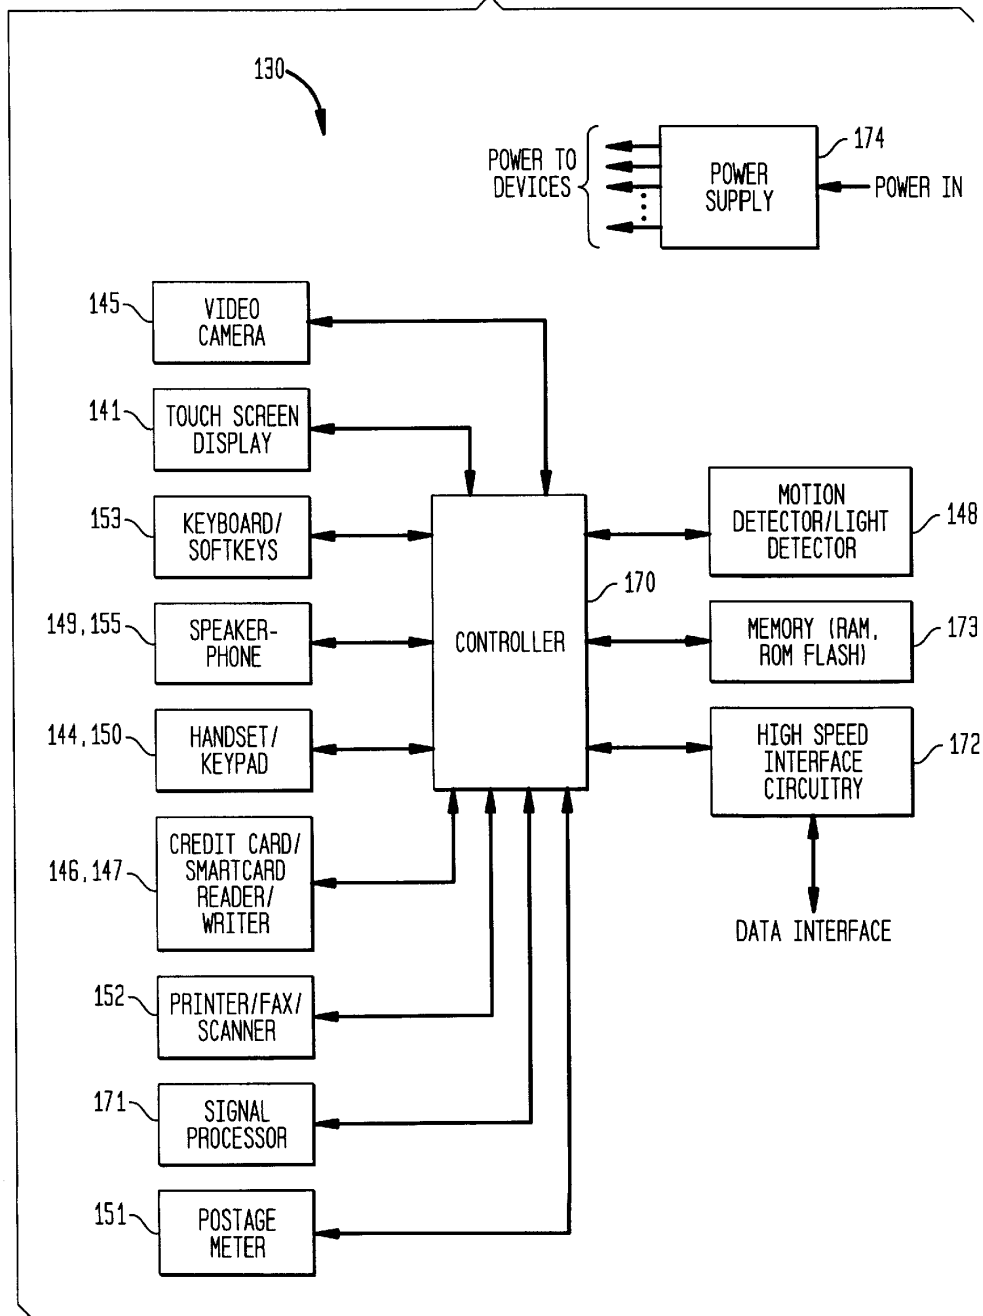 130
POWER TO
DEVICES
POWER
SUPPLY
174
POWER IN
145
VIDEO
CAMERA
141
TOUCH SCREEN
DISPLAY
153
KEYBOARD/
SOFTKEYS
149,155
SPEAKER-
PHONE
144,150
HANDSET/
KEYPAD
146,147
CREDIT CARD/
SMARTCARD
READER/
WRITER
152
PRINTER/FAX/
SCANNER
171
SIGNAL
PROCESSOR
151
POSTAGE
METER
CONTROLLER
170
MOTION
DETECTOR/LIGHT
DETECTOR
148
MEMORY (RAM,
ROM FLASH)
173
HIGH SPEED
INTERFACE
CIRCUITRY
172
DATA INTERFACE